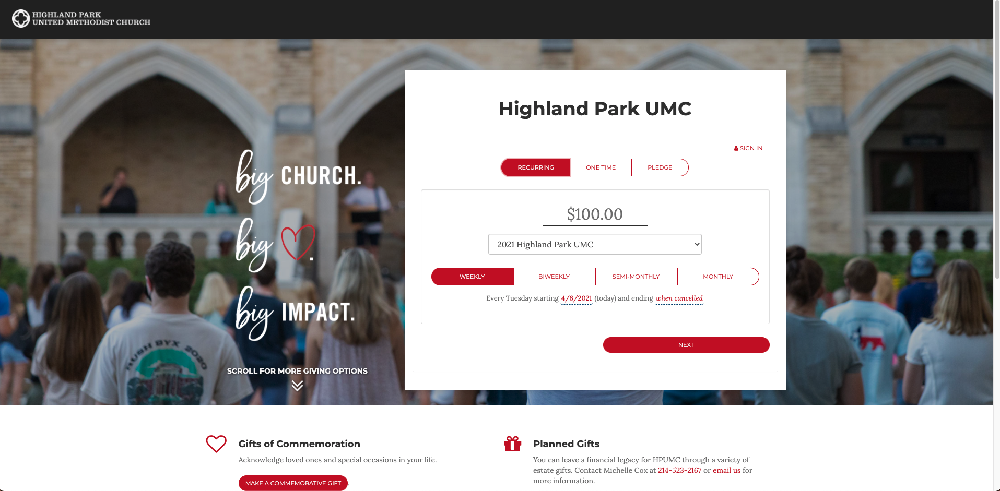 HIGHLAND PARK
UNITED METHODIST CHURCH
big CHURCH.
big
big IMPACT.
RUSH BYX 2020
SCROLL FOR MORE GIVING OPTIONS
Highland Park UMC
SIGN IN
RECURRING ONE TIME PLEDGE
$100.00
2021 Highland Park UMC
WEEKLY BIWEEKLY SEMI-MONTHLY MONTHLY
Every Tuesday starting 4/6/2021 (today) and ending when cancelled
NEXT
Gifts of Commemoration
Acknowledge loved ones and special occasions in your life.
MAKE A COMMEMORATIVE GIFT.
Planned Gifts
You can leave a financial legacy for HPUMC through a variety of
estate gifts. Contact Michelle Cox at 214-523-2167 or email us for
more information.